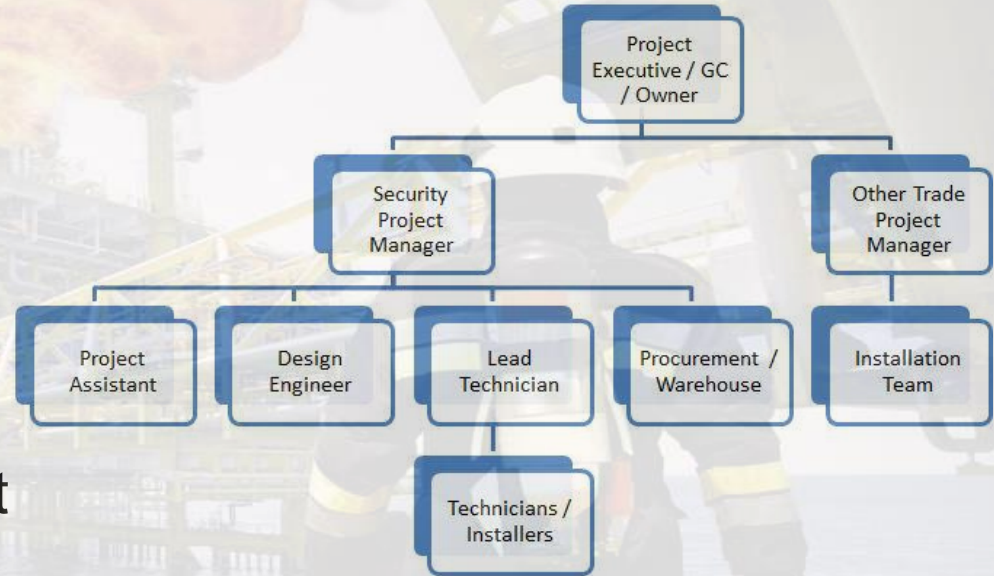 Project
Executive / GC
/ Owner
Security
Project
Manager
Other Trade
Project
Manager
Project
Assistant
Design
Engineer
Lead
Technician
Procurement /
Warehouse
Installation
Team
t
Technicians /
Installers